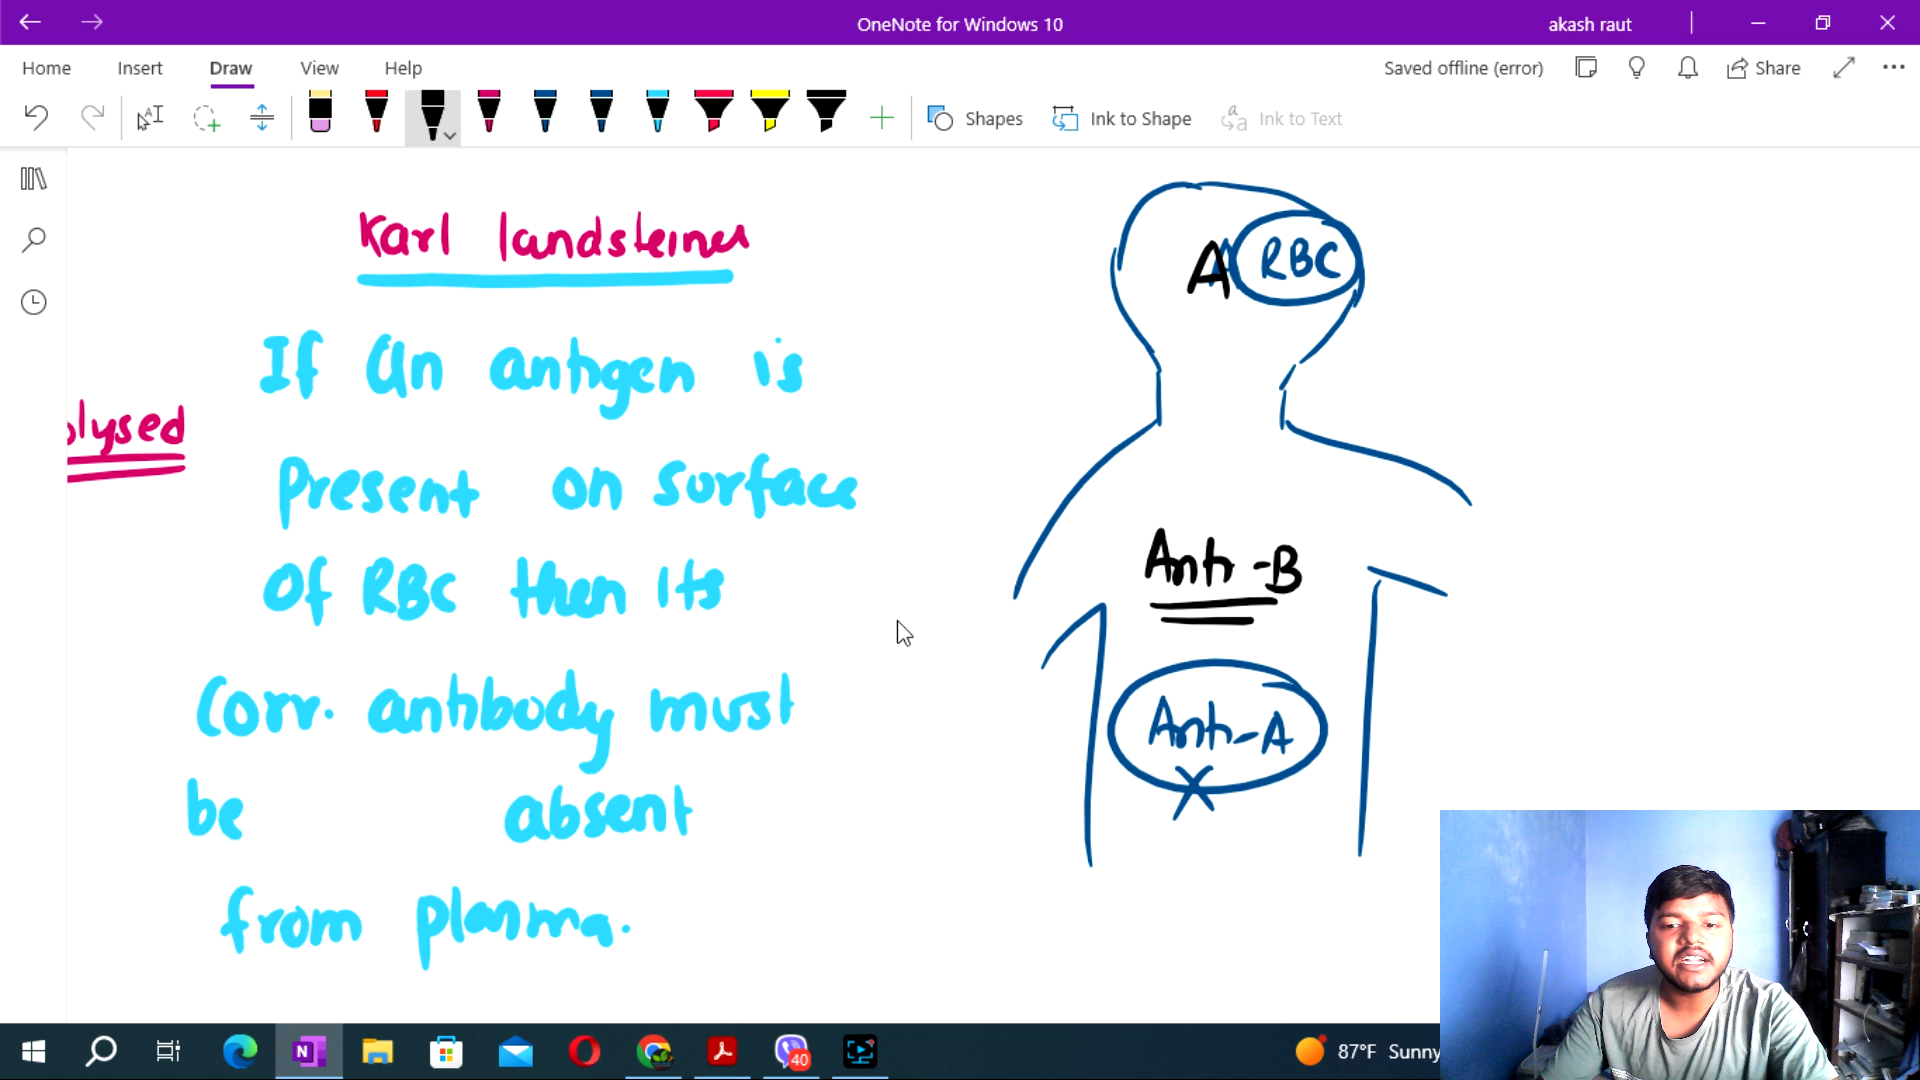 OneNote for Windows 10
akash raut
Home Insert Draw View Help
Saved offline (error)
Share
Shapes
Ink to Shape
Ink to Text
Karl landsteiner
If an antigen is
present on surface
of RBC then its
Corr. antibody must
be absent
from plasma.
olysed
A RBC
Anti-B
Anti-A
X
40
87°F Sunny